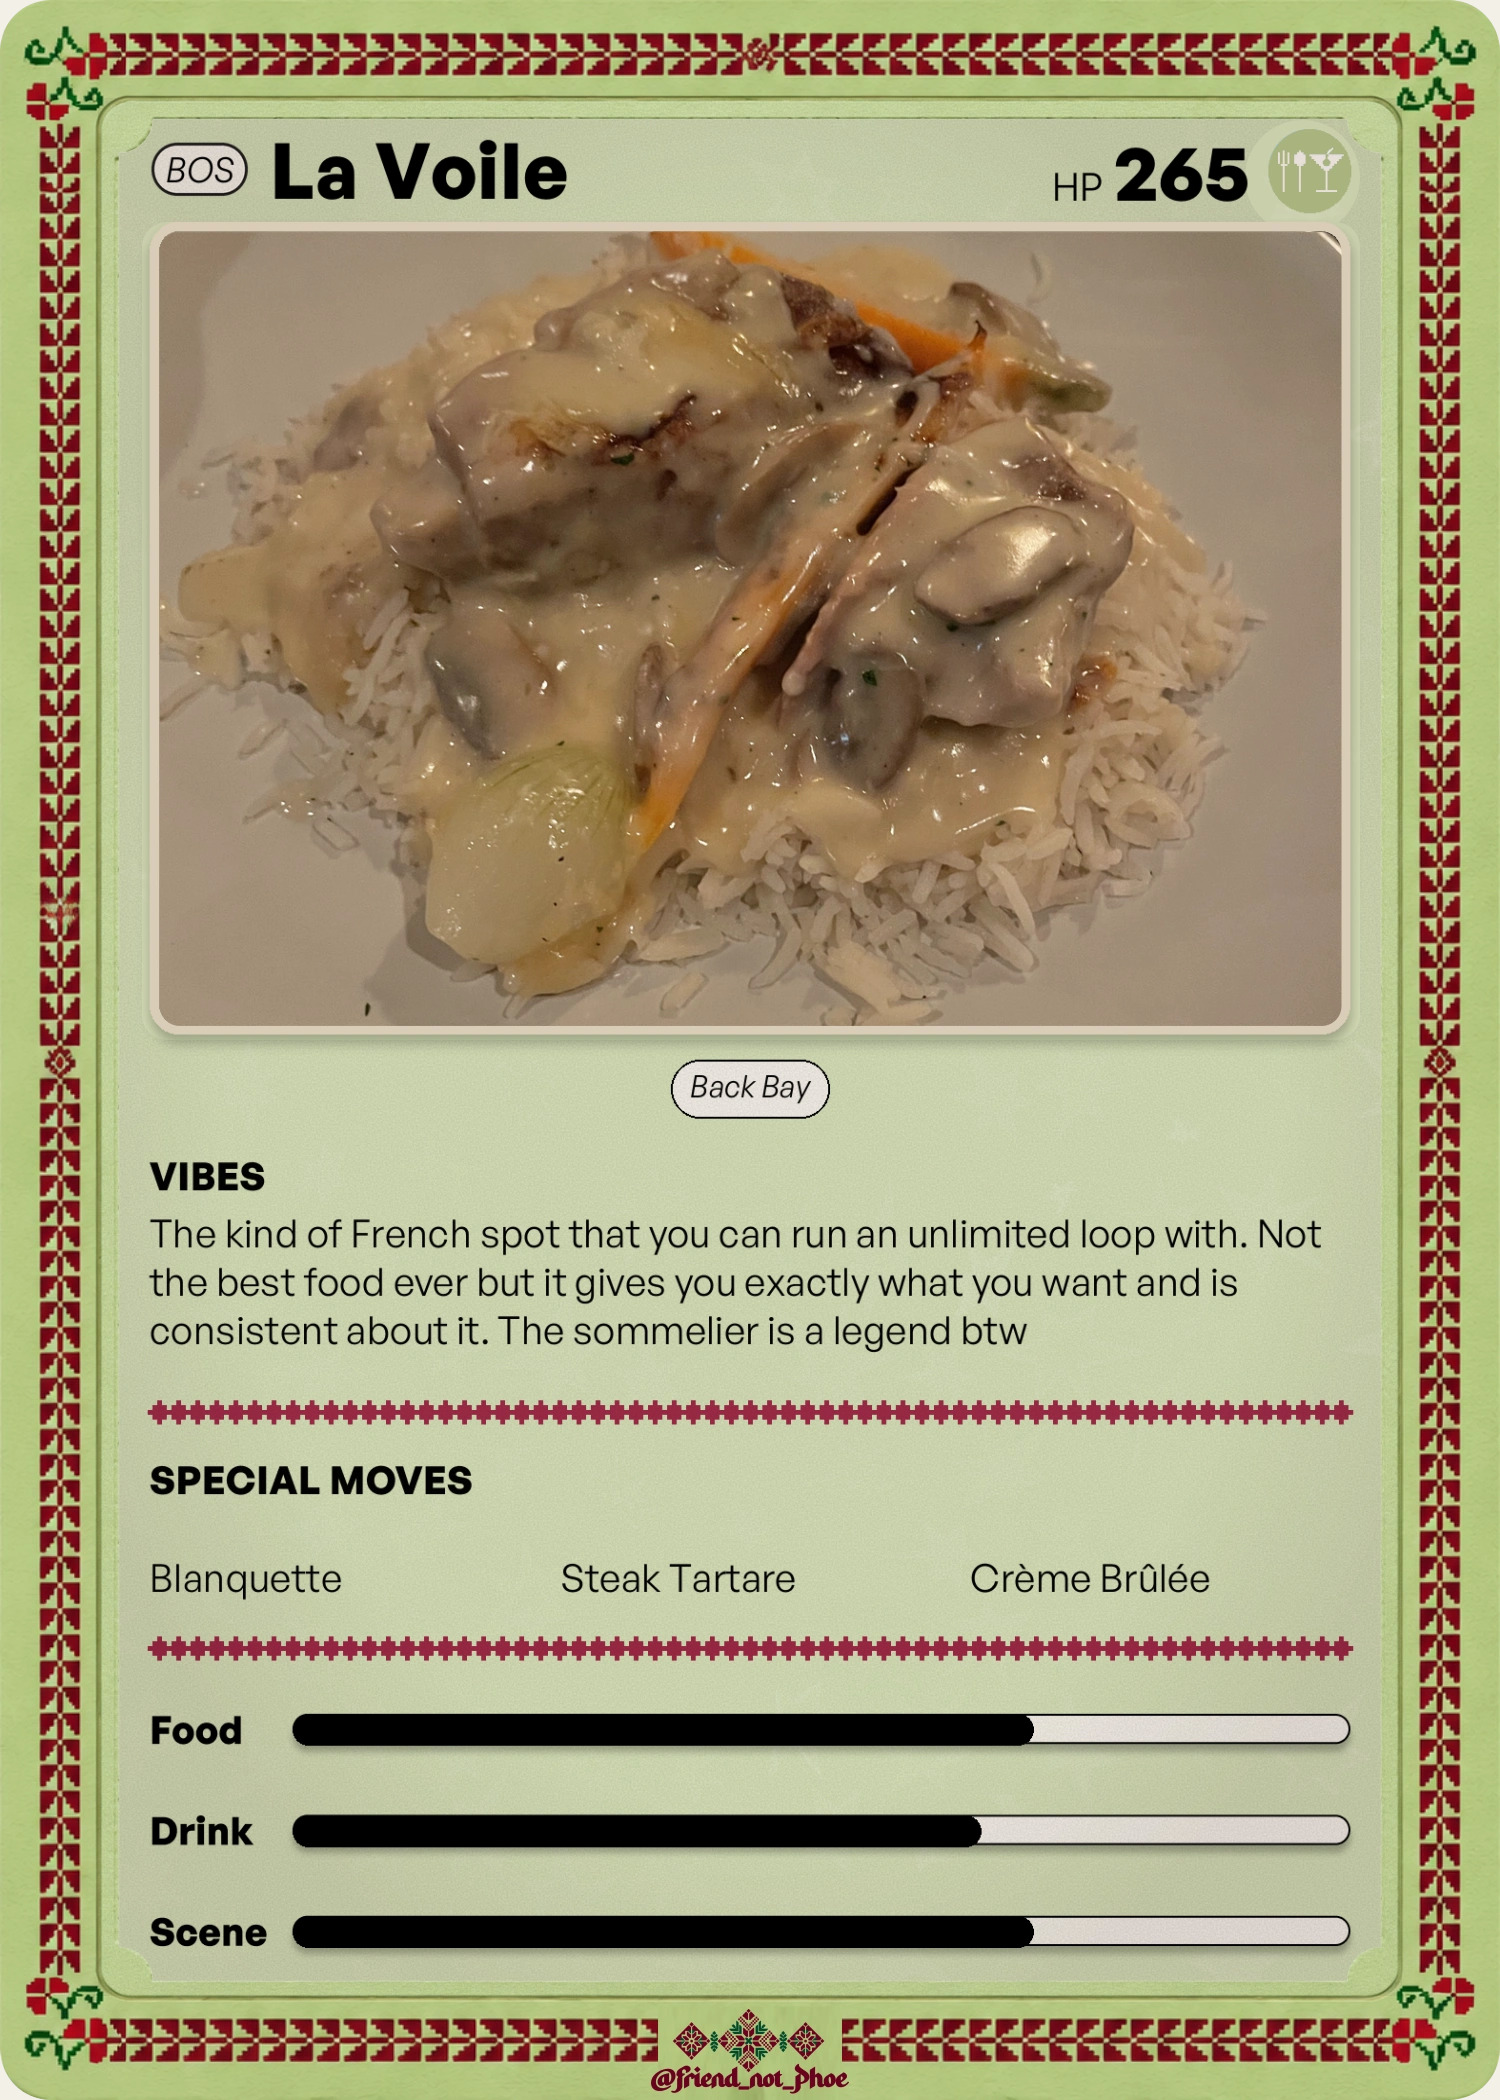 BOS La Voile HP 265
Back Bay
VIBES
The kind of French spot that you can run an unlimited loop with. Not
the best food ever but it gives you exactly what you want and is
consistent about it. The sommelier is a legend btw
SPECIAL MOVES
Blanquette Steak Tartare Crème Brûlée
Food
Drink
Scene
@friend_not_phoe